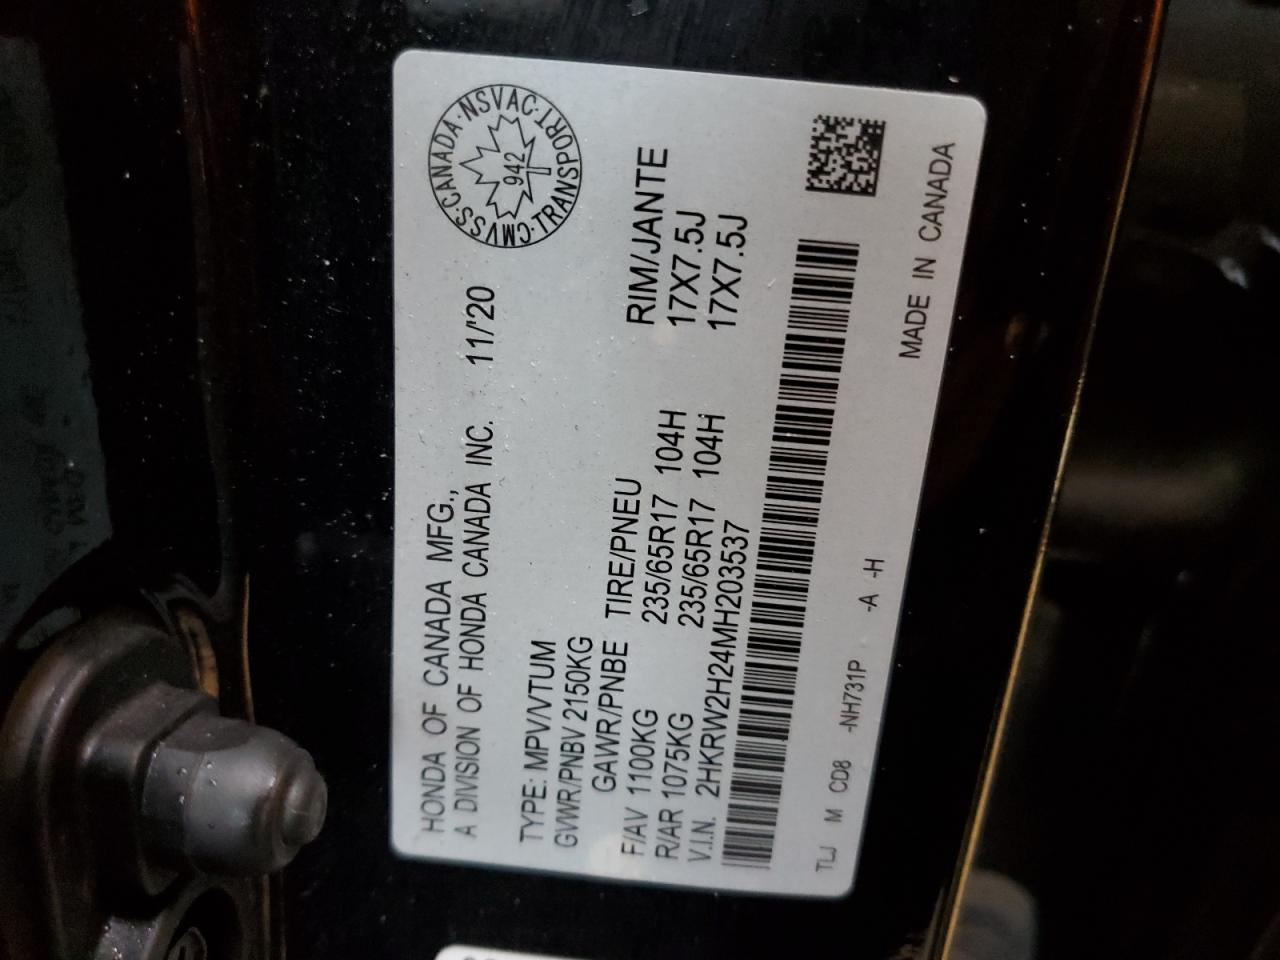 HONDA OF CANADA MFG.,
A DIVISION OF HONDA CANADA INC. 11/'20
CMVSS·CANADA·NSVAC·TRANSPORT·
942
TYPE: MPV/VTUM
GVWR/PNBV 2150KG
GAWR/PNBE TIRE/PNEU RIM/JANTE
F/AV 1100KG 235/65R17 104H 17X7.5J
R/AR 1075KG 235/65R17 104H 17X7.5J
V.I.N. 2HKRW2H24MH203537
TLJ M CD8 -NH731P -A -H
MADE IN CANADA